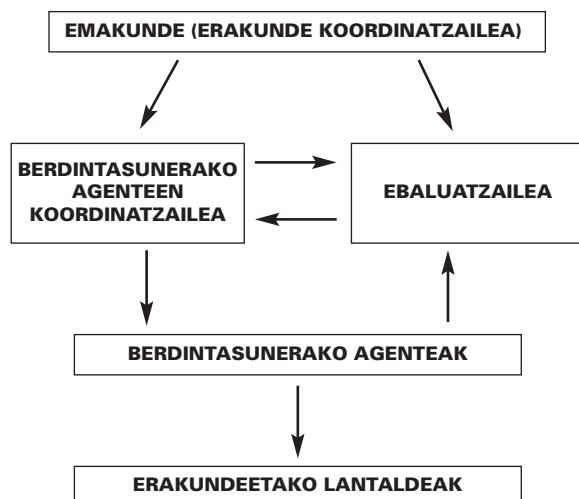 EMAKUNDE (ERAKUNDE KOORDINATZAILEA)
BERDINTASUNERAKO
AGENTEEN
KOORDINATZAILEA
EBALUATZAILEA
BERDINTASUNERAKO AGENTEAK
ERAKUNDEETAKO LANTALDEAK